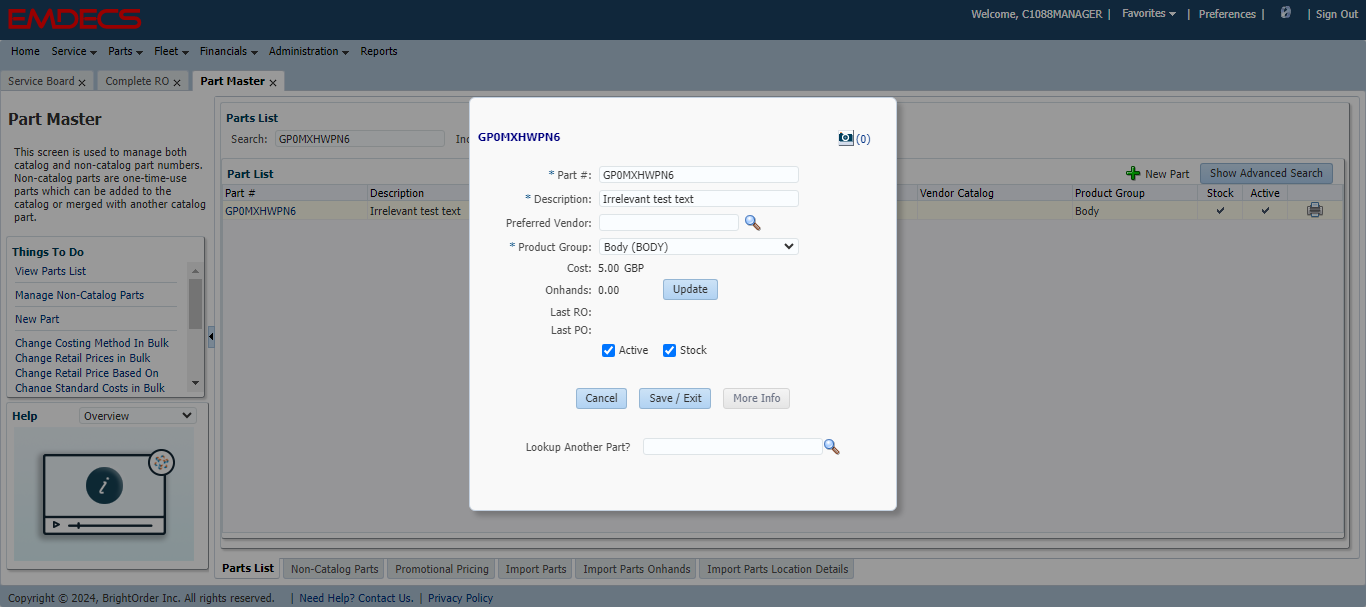 EMDECS
Welcome, C1088MANAGER | Favorites | Preferences | | Sign Out
Home Service Parts Fleet Financials Administration Reports
Service Board x Complete RO x Part Master x
Part Master
This screen is used to manage both
catalog and non-catalog part numbers.
Non-catalog parts are one-time-use
parts which can be added to the
catalog or merged with another catalog
part.
Things To Do
View Parts List
Manage Non-Catalog Parts
New Part
Change Costing Method In Bulk
Change Retail Prices in Bulk
Change Retail Price Based On
Change Standard Costs in Bulk
Help Overview
i
Parts List
Search: GP0MXHWPN6
Part List
New Part Show Advanced Search
Part # Description Vendor Catalog Product Group Stock Active
GP0MXHWPN6 Irrelevant test text Body
GP0MXHWPN6 (0)
* Part #: GP0MXHWPN6
* Description: Irrelevant test text
Preferred Vendor:
* Product Group: Body (BODY)
Cost: 5.00 GBP
Onhands: 0.00 Update
Last RO:
Last PO:
Active Stock
Cancel Save / Exit More Info
Lookup Another Part?
Parts List Non-Catalog Parts Promotional Pricing Import Parts Import Parts Onhands Import Parts Location Details
Copyright © 2024, BrightOrder Inc. All rights reserved. | Need Help? Contact Us. | Privacy Policy